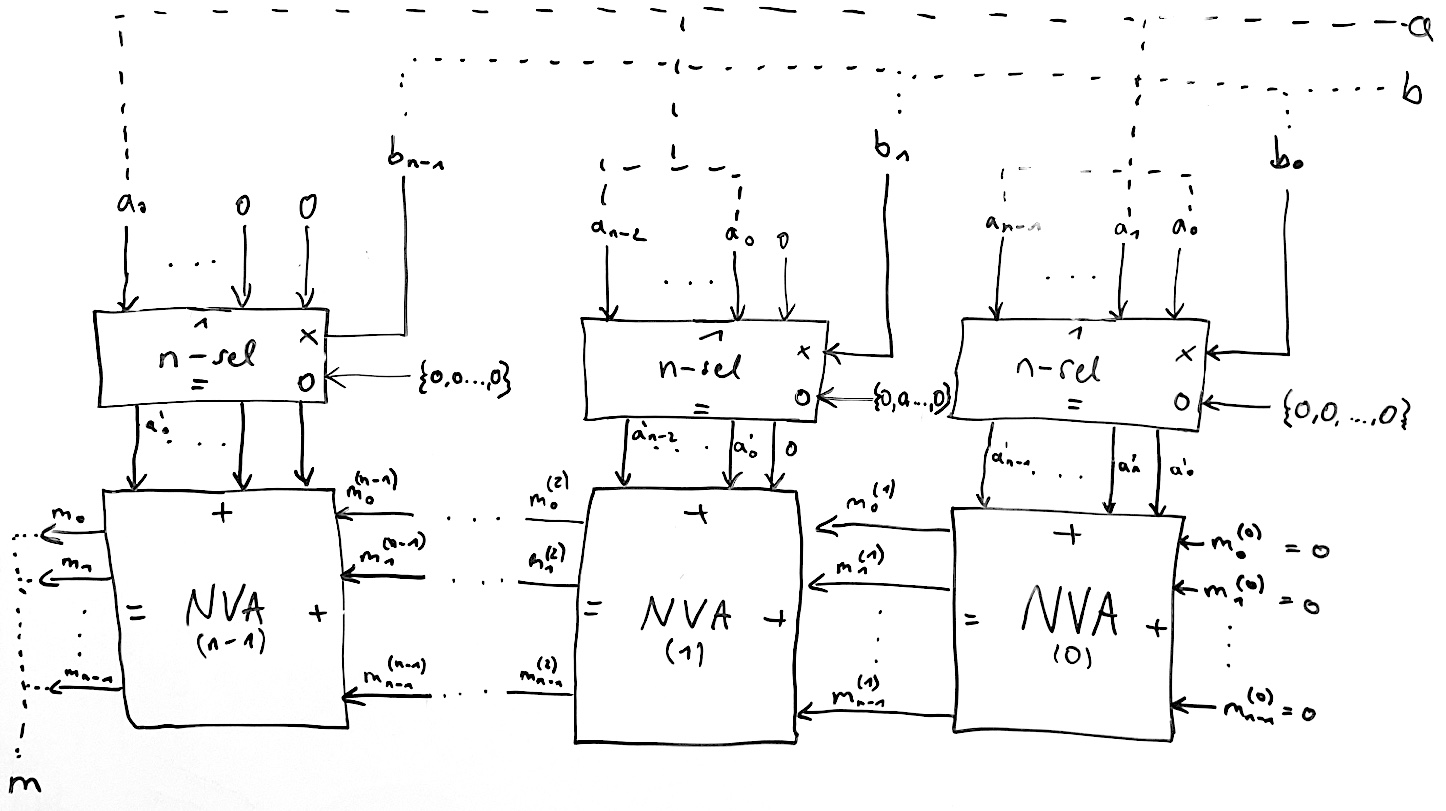 a
b
b_{n-1} b_1 b_0
a_0 0 0
a_{n-2} a_0 0
a_{n-1} a_1 a_0
... ... ...
1 x
n-sel
= 0
{0,0...,0}
1 x
n-sel
= 0
{0,a...,0}
1 x
n-sel
= 0
{0,0,...,0}
a'_0 ...
a'_{n-2} ... a'_0 0
a'_{n-1} ... a'_n a'_0
m_0
m_1
⋮
m_{n-1}
m
+
= NVA +
(n-1)
m_0^{(n-1)} ... m_0^{(2)}
m_1^{(n-1)} ... m_1^{(2)}
m_{n-1}^{(n-1)} ... m_{n-1}^{(2)}
+
= NVA +
(1)
m_0^{(1)}
m_1^{(1)}
⋮
m_{n-1}^{(1)}
+
= NVA +
(0)
m_0^{(0)} = 0
m_1^{(0)} = 0
⋮
m_{n-1}^{(0)} = 0